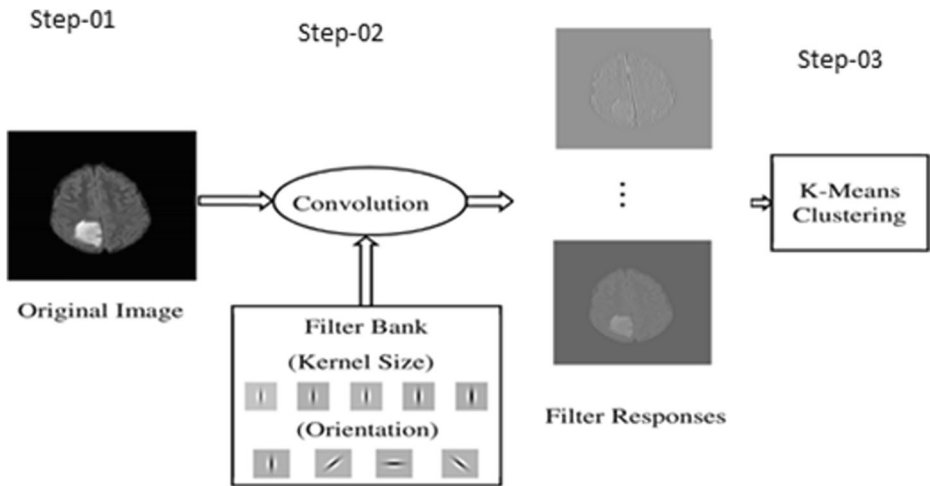 Step-01
Step-02
Step-03
Original Image
Convolution
Filter Bank
(Kernel Size)
(Orientation)
Filter Responses
K-Means
Clustering